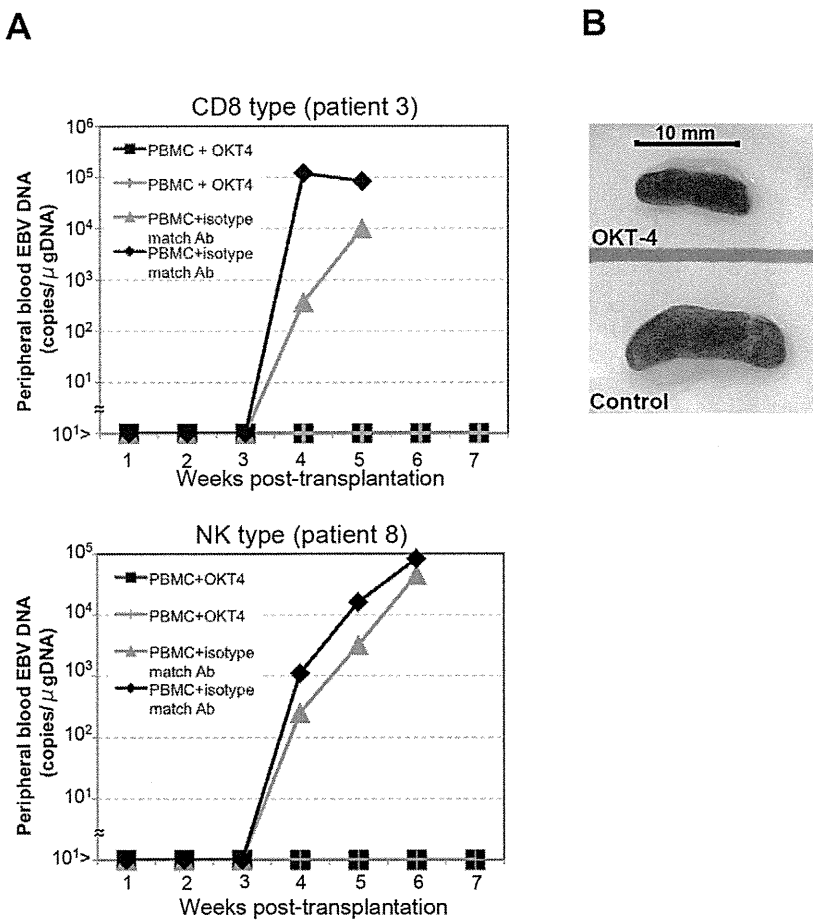 A
B
CD8 type (patient 3)
Peripheral blood EBV DNA
(copies/μgDNA)
10⁶
10⁵
10⁴
10³
10²
10¹
10¹>
≈
PBMC + OKT4
PBMC + OKT4
PBMC+isotype
match Ab
PBMC+isotype
match Ab
1 2 3 4 5 6 7
Weeks post-transplantation
10 mm
OKT-4
Control
NK type (patient 8)
Peripheral blood EBV DNA
(copies/μgDNA)
10⁵
10⁴
10³
10²
10¹
10¹>
≈
PBMC+OKT4
PBMC+OKT4
PBMC+isotype
match Ab
PBMC+isotype
match Ab
1 2 3 4 5 6 7
Weeks post-transplantation